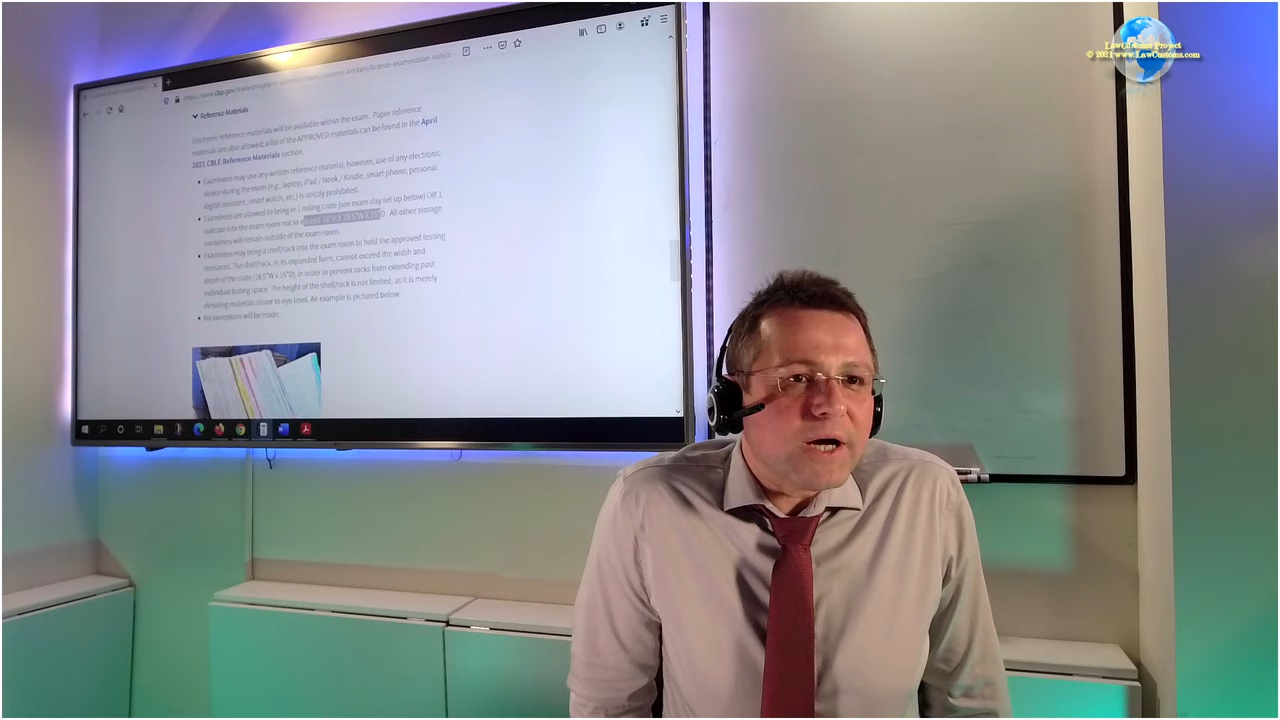 LawCustoms Project
© 2021 www.LawCustoms.com
Reference Materials
Electronic reference materials will be available within the exam. Paper reference
materials are also allowed; a list of the APPROVED materials can be found in the April
2021 CBLE Reference Materials section.
Examinees may use any written reference material; however, use of any electronic
device during the exam (e.g., laptop, iPad / Nook / Kindle, smart phone, personal
digital assistant, smart watch, etc.) is strictly prohibited.
Examinees are allowed to bring in 1 rolling crate (see exam day set up below) OR 1
suitcase into the exam room not to exceed 16"H X 18.5"W x 15"D. All other storage
containers will remain outside of the exam room.
Examinees may bring a shelf/rack into the exam room to hold the approved testing
resources. The shelf/rack, in its expanded form, cannot exceed the width and
depth of the crate (18.5"W x 15"D), in order to prevent racks from extending past
individual testing space. The height of the shelf/rack is not limited, as it is merely
elevating materials closer to eye level. An example is pictured below.
No exceptions will be made.